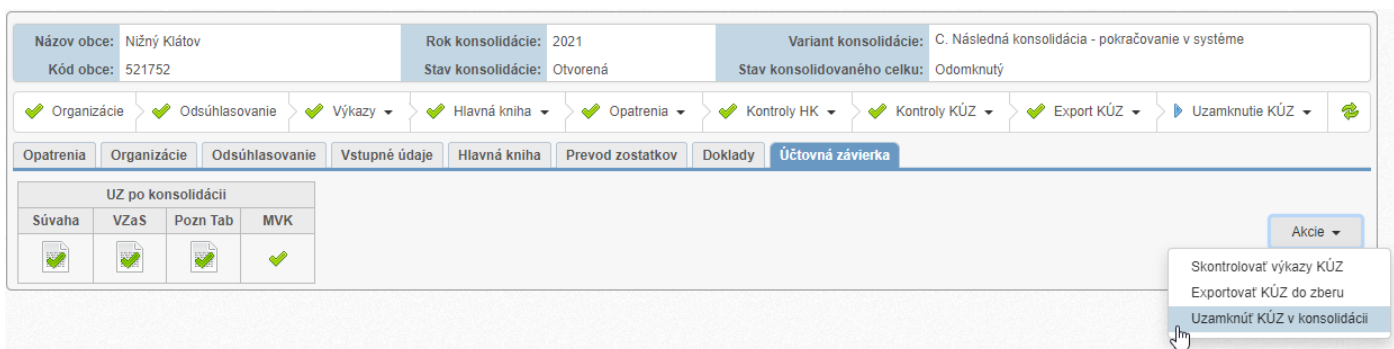 Názov obce: Nižný Klátov Rok konsolidácie: 2021 Variant konsolidácie: C. Následná konsolidácia - pokračovanie v systéme
Kód obce: 521752 Stav konsolidácie: Otvorená Stav konsolidovaného celku: Odomknutý
Organizácie Odsúhlasovanie Výkazy Hlavná kniha Opatrenia Kontroly HK Kontroly KÚZ Export KÚZ Uzamknutie KÚZ
Opatrenia Organizácie Odsúhlasovanie Vstupné údaje Hlavná kniha Prevod zostatkov Doklady Účtovná závierka
UZ po konsolidácii
Súvaha VZaS Pozn Tab MVK
Akcie
Skontrolovať výkazy KÚZ
Exportovať KÚZ do zberu
Uzamknúť KÚZ v konsolidácii